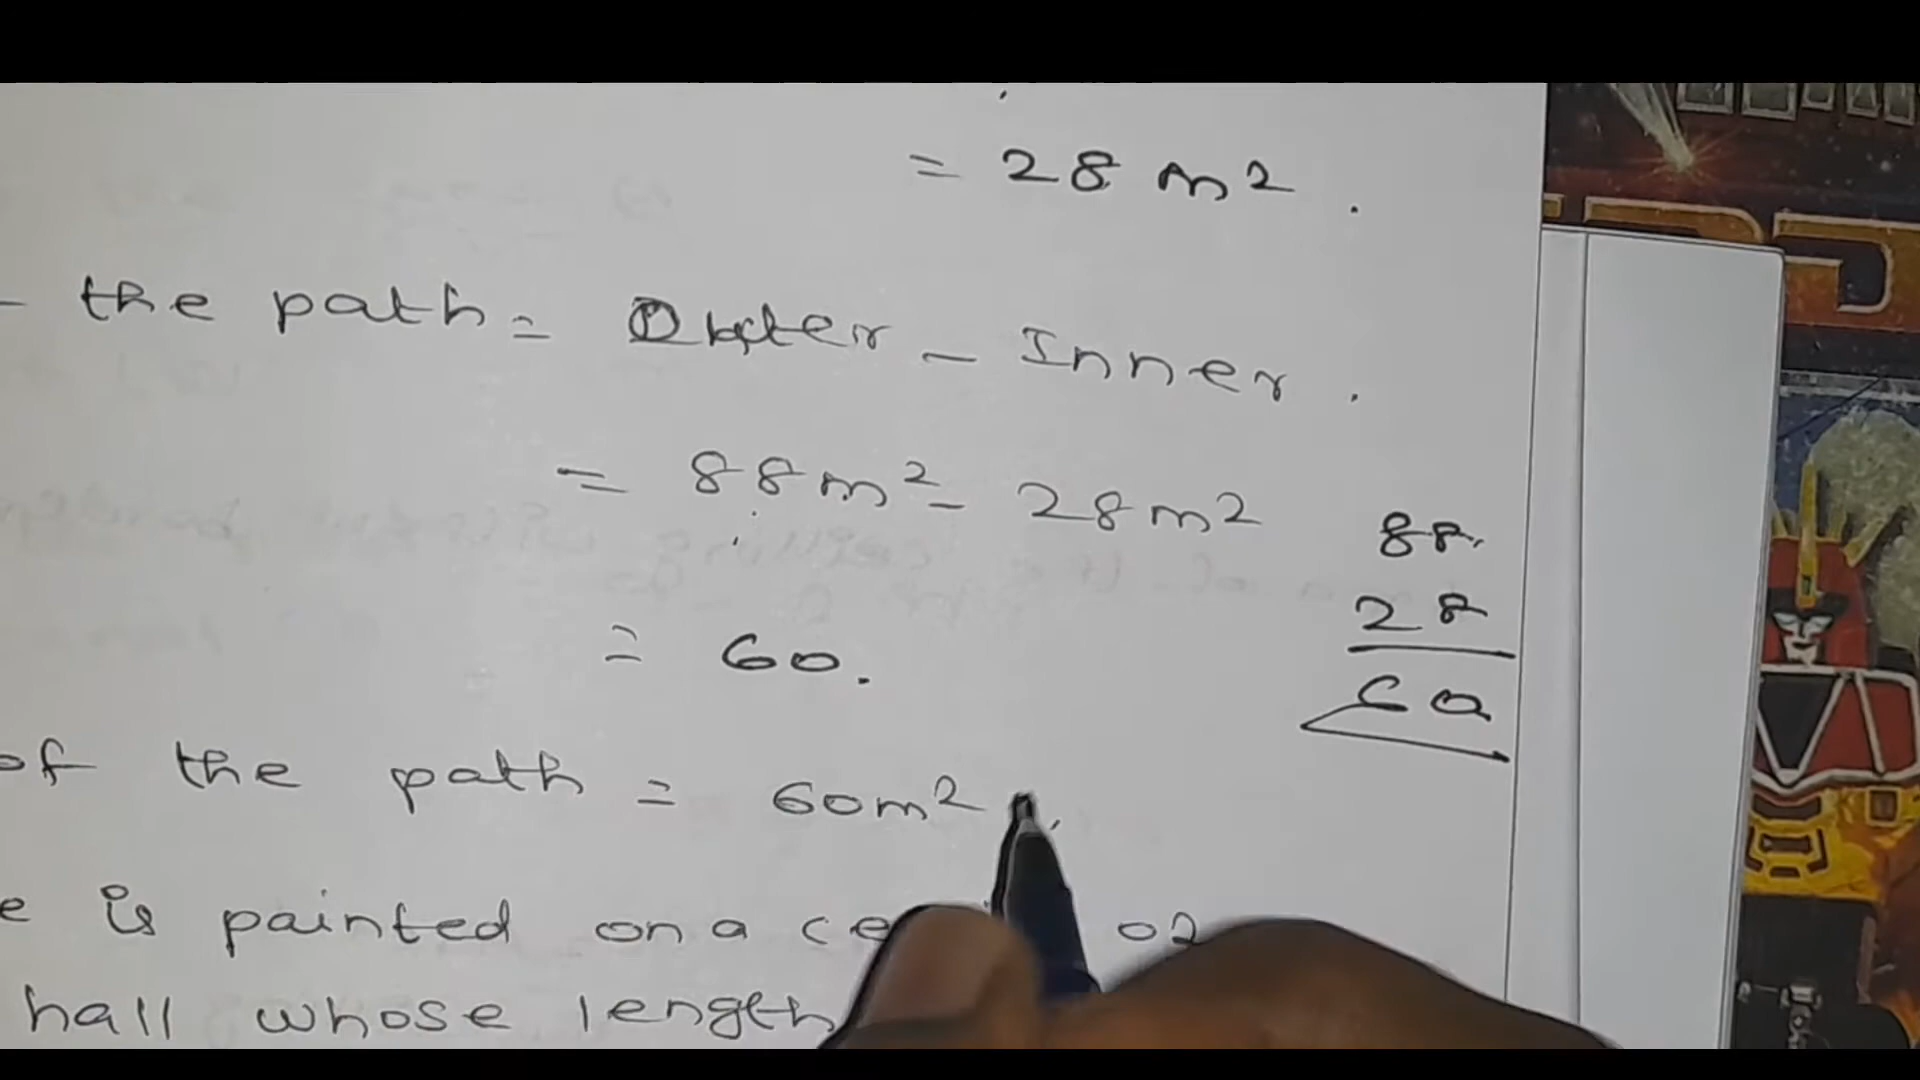 = 28 m².
the path = Outer - Inner.
= 88m² - 28m²
88
28
60
= 60.
of the path = 60m².
e is painted on a ce
hall whose length